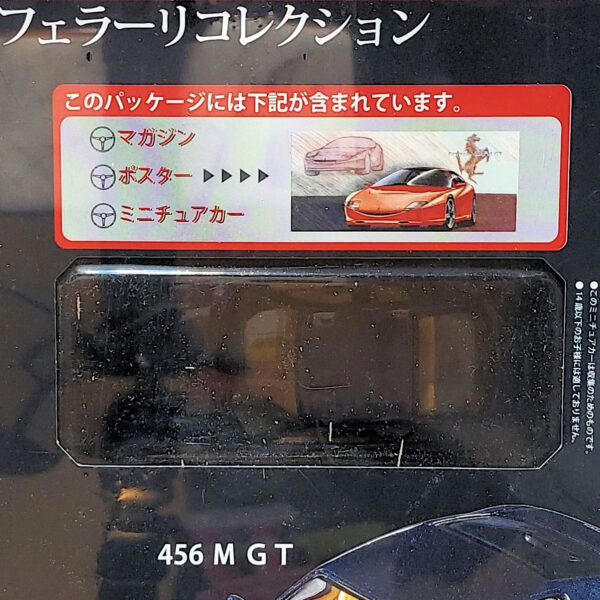 フェラーリコレクション
このパッケージには下記が含まれています。
マガジン
ポスター ▶▶▶▶
ミニチュアカー
●このミニチュアカーは収集のためのものです。
●14歳以下のお子様には適しておりません。
456 M GT